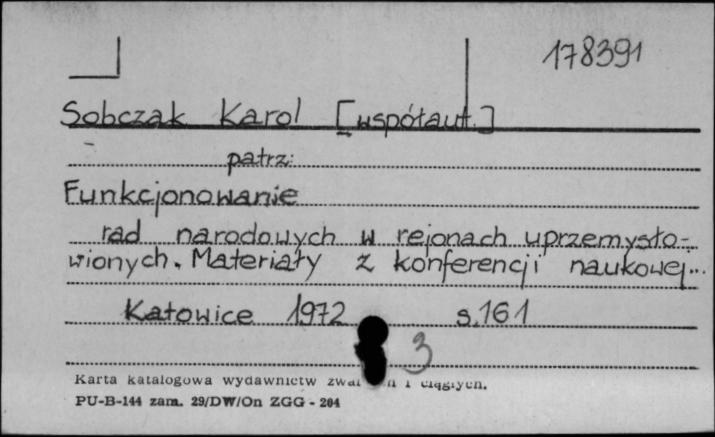 178391
Sobczak Karol [współaut.]
patrz:
Funkcjonowanie
rad narodowych w rejonach uprzemysło-
wionych. Materiały z konferencji naukowej...
Katowice 1972 s.161
3
Karta katalogowa wydawnictw i ciągłych.
PU-B-144 zam. 29/DW/On ZGG - 204